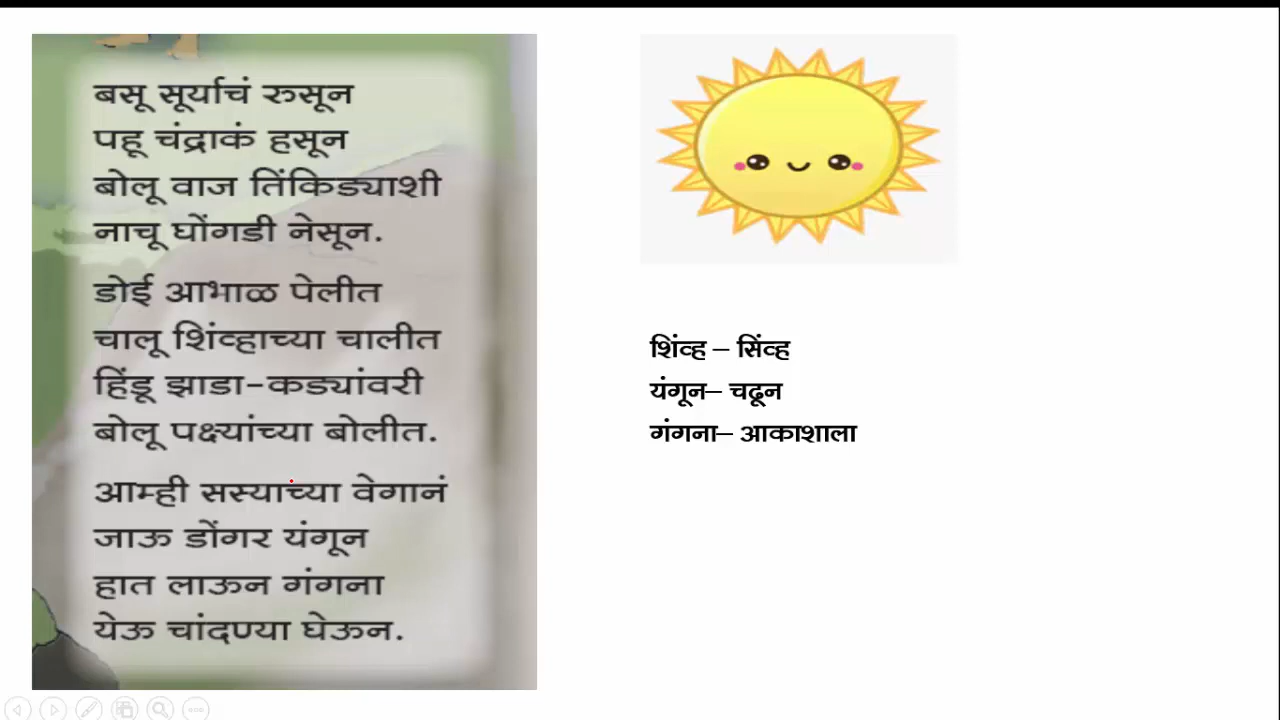 बसू सूर्याचं रुसून
पहू चंद्राकं हसून
बोलू वाज तिंकिड्याशी
नाचू घोंगडी नेसून.
डोई आभाळ पेलीत
चालू शिंव्हाच्या चालीत
हिंडू झाडा-कड्यांवरी
बोलू पक्ष्यांच्या बोलीत.
आम्ही सस्याच्या वेगानं
जाऊ डोंगर यंगून
हात लाऊन गंगना
येऊ चांदण्या घेऊन.
शिंव्ह – सिंव्ह
यंगून– चढून
गंगना– आकाशाला